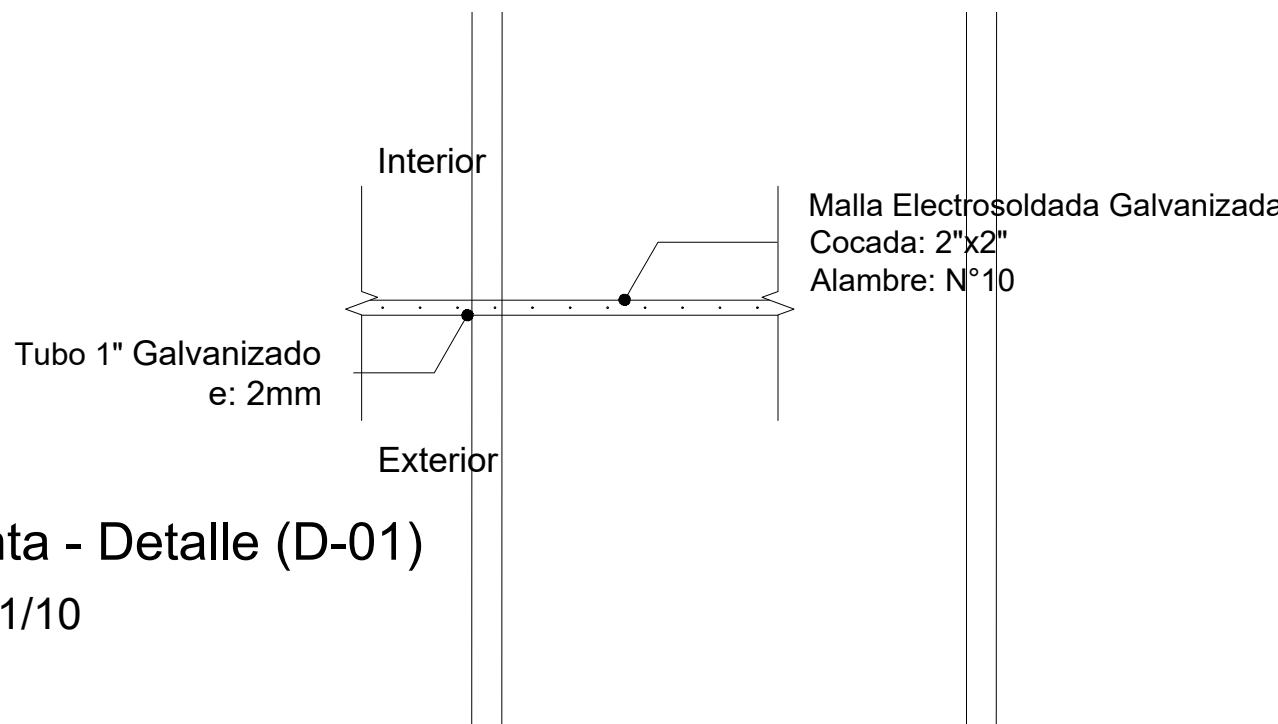 Interior
Malla Electrosoldada Galvanizada
Cocada: 2"x2"
Alambre: N°10
Tubo 1" Galvanizado
e: 2mm
Exterior
nta - Detalle (D-01)
1/10